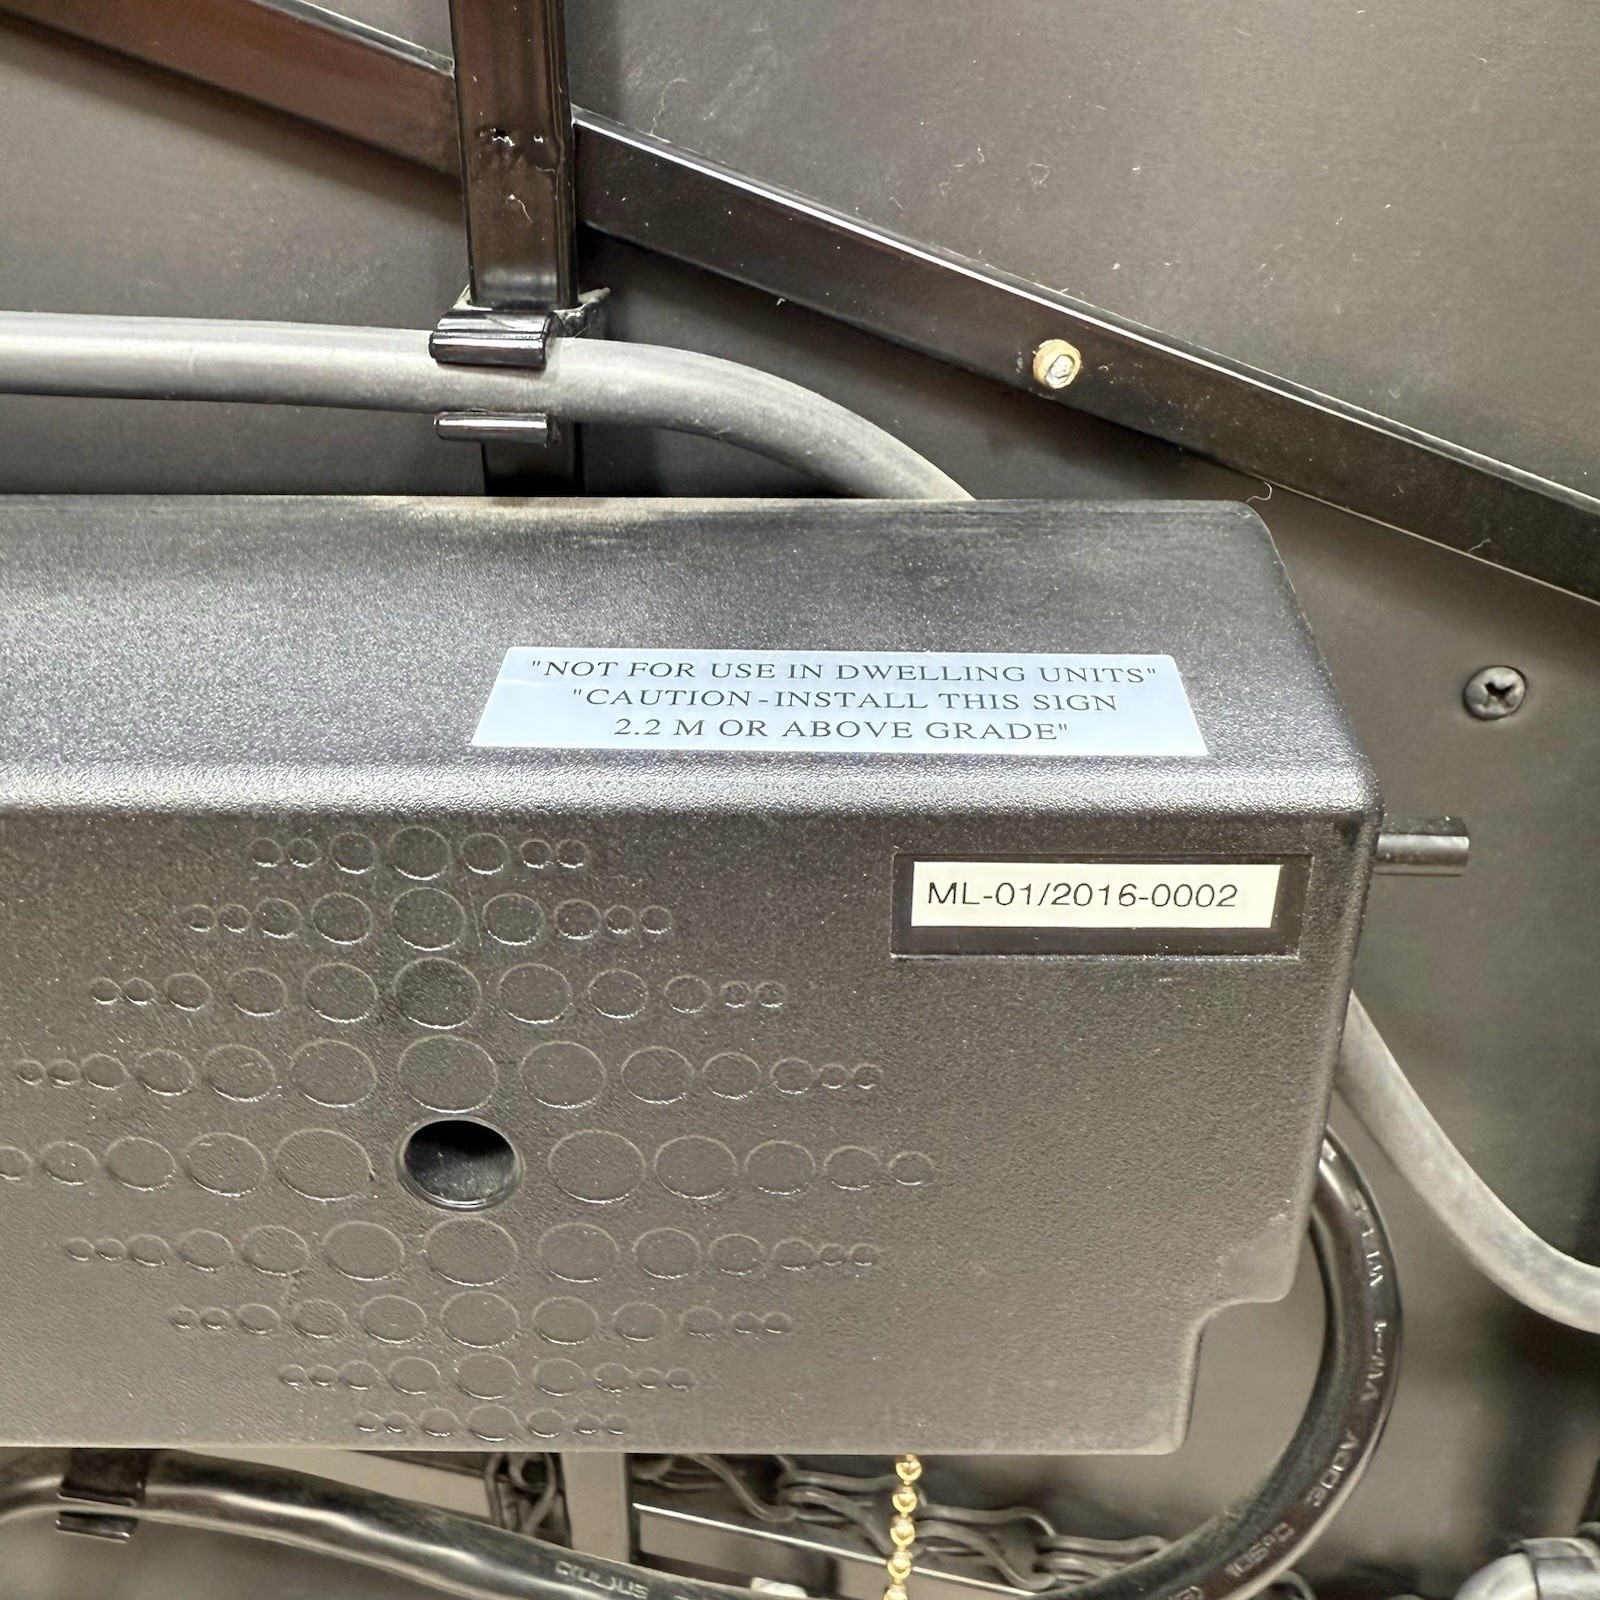 "NOT FOR USE IN DWELLING UNITS"
"CAUTION-INSTALL THIS SIGN
2.2 M OR ABOVE GRADE"
ML-01/2016-0002
105°C